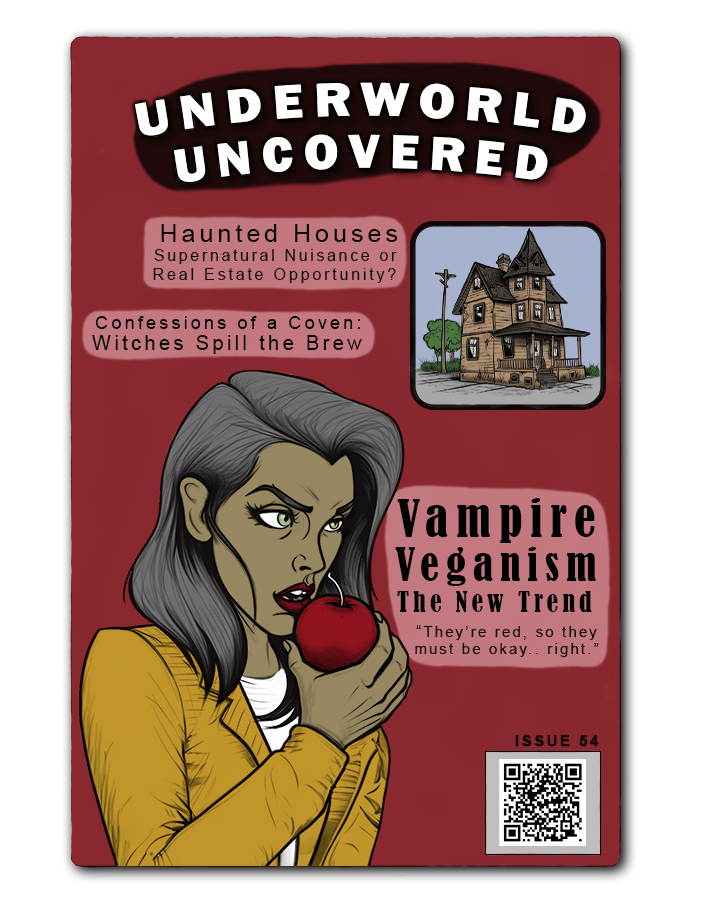 UNDERWORLD
UNCOVERED
Haunted Houses
Supernatural Nuisance or
Real Estate Opportunity?
Confessions of a Coven:
Witches Spill the Brew
Vampire
Veganism
The New Trend
“They're red, so they
must be okay.. right.”
ISSUE 54